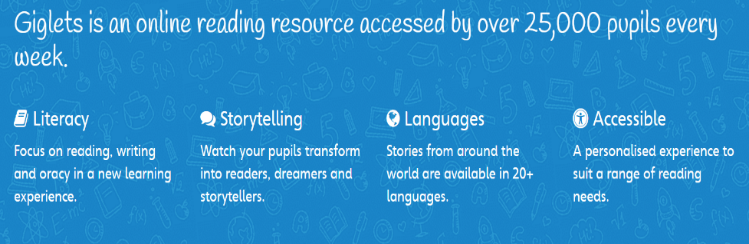 Giglets is an online reading resource accessed by over 25,000 pupils every
week.
Literacy
Focus on reading, writing
and oracy in a new learning
experience.
Storytelling
Watch your pupils transform
into readers, dreamers and
storytellers.
Languages
Stories from around the
world are available in 20+
languages.
Accessible
A personalised experience to
suit a range of reading
needs.